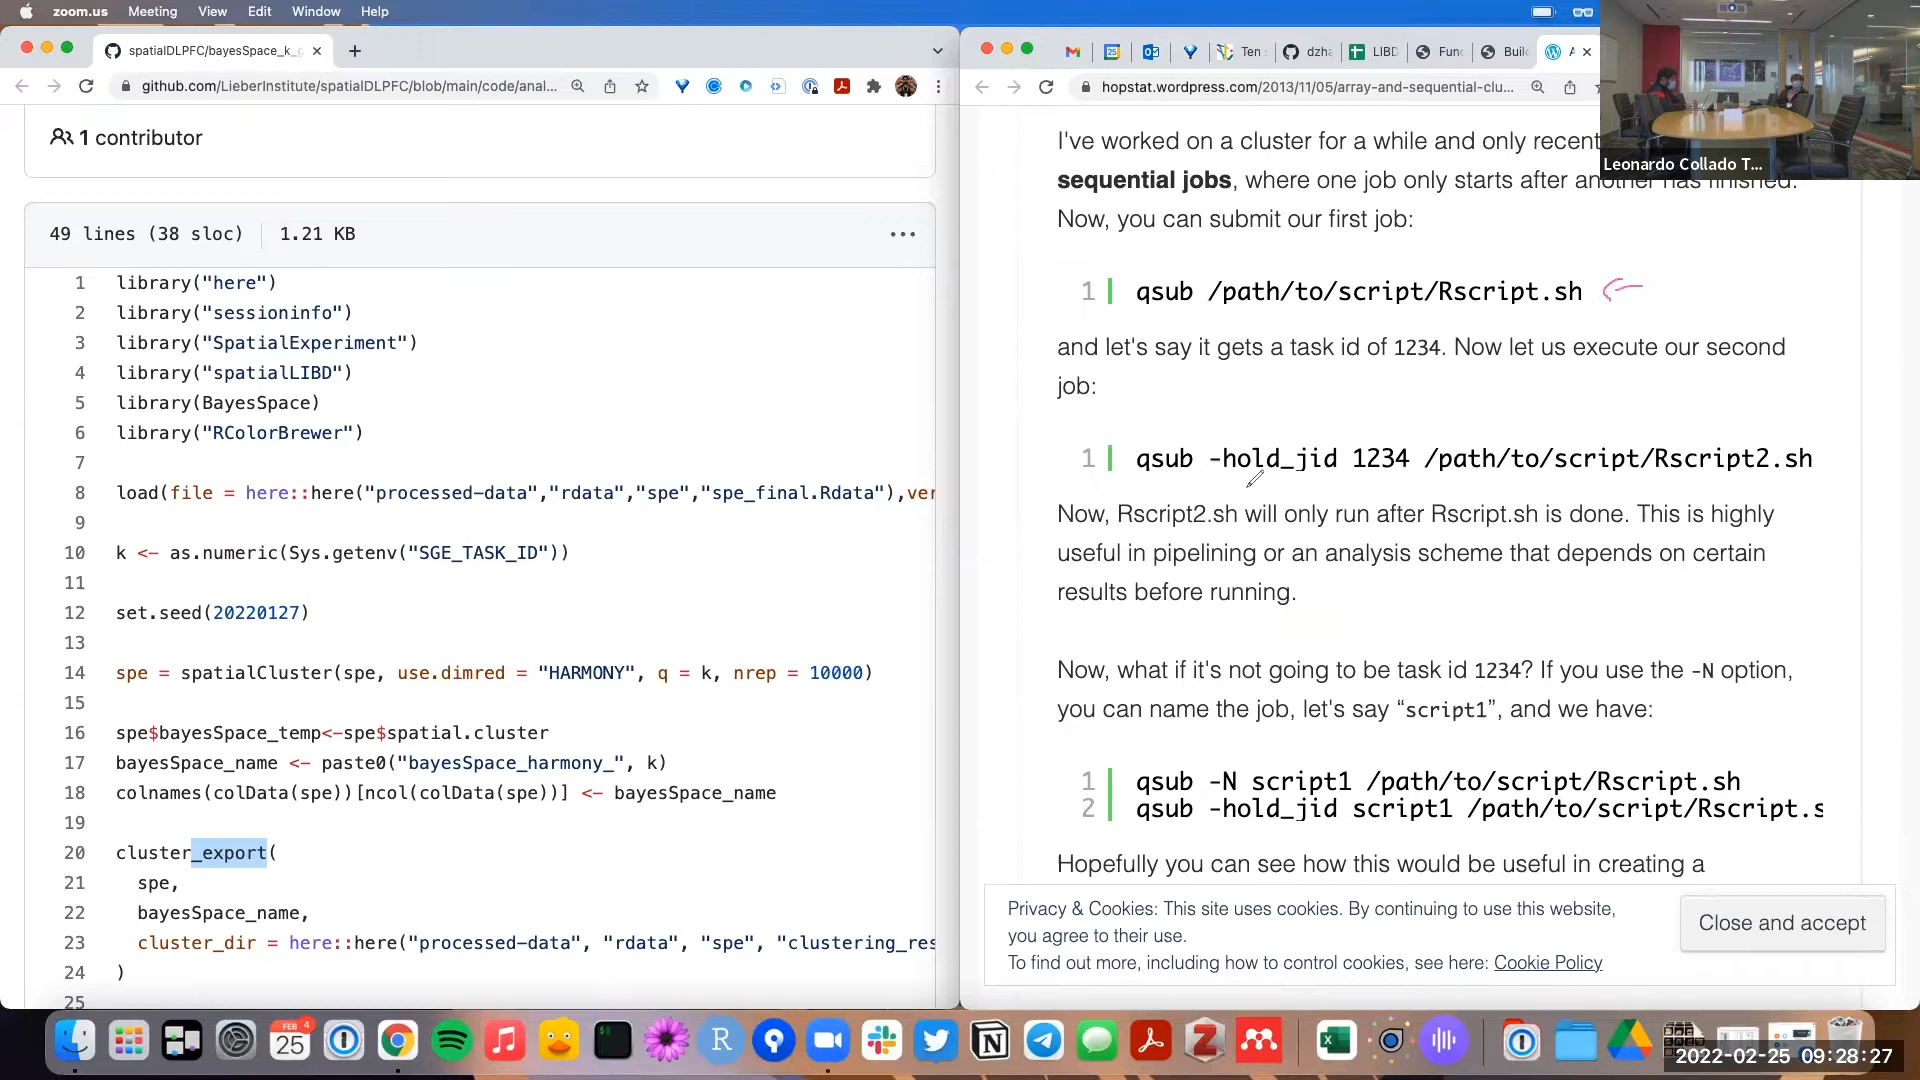 zoom.us Meeting View Edit Window Help
spatialDLPFC/bayesSpace_k_
github.com/LieberInstitute/spatialDLPFC/blob/main/code/anal...
1 contributor
49 lines (38 sloc) 1.21 KB
1 library("here")
2 library("sessioninfo")
3 library("SpatialExperiment")
4 library("spatialLIBD")
5 library(BayesSpace)
6 library("RColorBrewer")
7
8 load(file = here::here("processed-data","rdata","spe","spe_final.Rdata"),ver
9
10 k <- as.numeric(Sys.getenv("SGE_TASK_ID"))
11
12 set.seed(20220127)
13
14 spe = spatialCluster(spe, use.dimred = "HARMONY", q = k, nrep = 10000)
15
16 spe$bayesSpace_temp<-spe$spatial.cluster
17 bayesSpace_name <- paste0("bayesSpace_harmony_", k)
18 colnames(colData(spe))[ncol(colData(spe))] <- bayesSpace_name
19
20 cluster_export(
21 spe,
22 bayesSpace_name,
23 cluster_dir = here::here("processed-data", "rdata", "spe", "clustering_res
24 )
25
Ten dzha LIBD Func Buil A
hopstat.wordpress.com/2013/11/05/array-and-sequential-clu...
I've worked on a cluster for a while and only recent
sequential jobs, where one job only starts after another has finished.
Now, you can submit our first job:
1 qsub /path/to/script/Rscript.sh
and let's say it gets a task id of 1234. Now let us execute our second
job:
1 qsub -hold_jid 1234 /path/to/script/Rscript2.sh
Now, Rscript2.sh will only run after Rscript.sh is done. This is highly
useful in pipelining or an analysis scheme that depends on certain
results before running.
Now, what if it's not going to be task id 1234? If you use the -N option,
you can name the job, let's say “script1”, and we have:
1 qsub -N script1 /path/to/script/Rscript.sh
2 qsub -hold_jid script1 /path/to/script/Rscript.s
Hopefully you can see how this would be useful in creating a
Privacy & Cookies: This site uses cookies. By continuing to use this website,
you agree to their use.
To find out more, including how to control cookies, see here: Cookie Policy
Close and accept
Leonardo Collado T...
FEB 4
25
2022-02-25 09:28:27